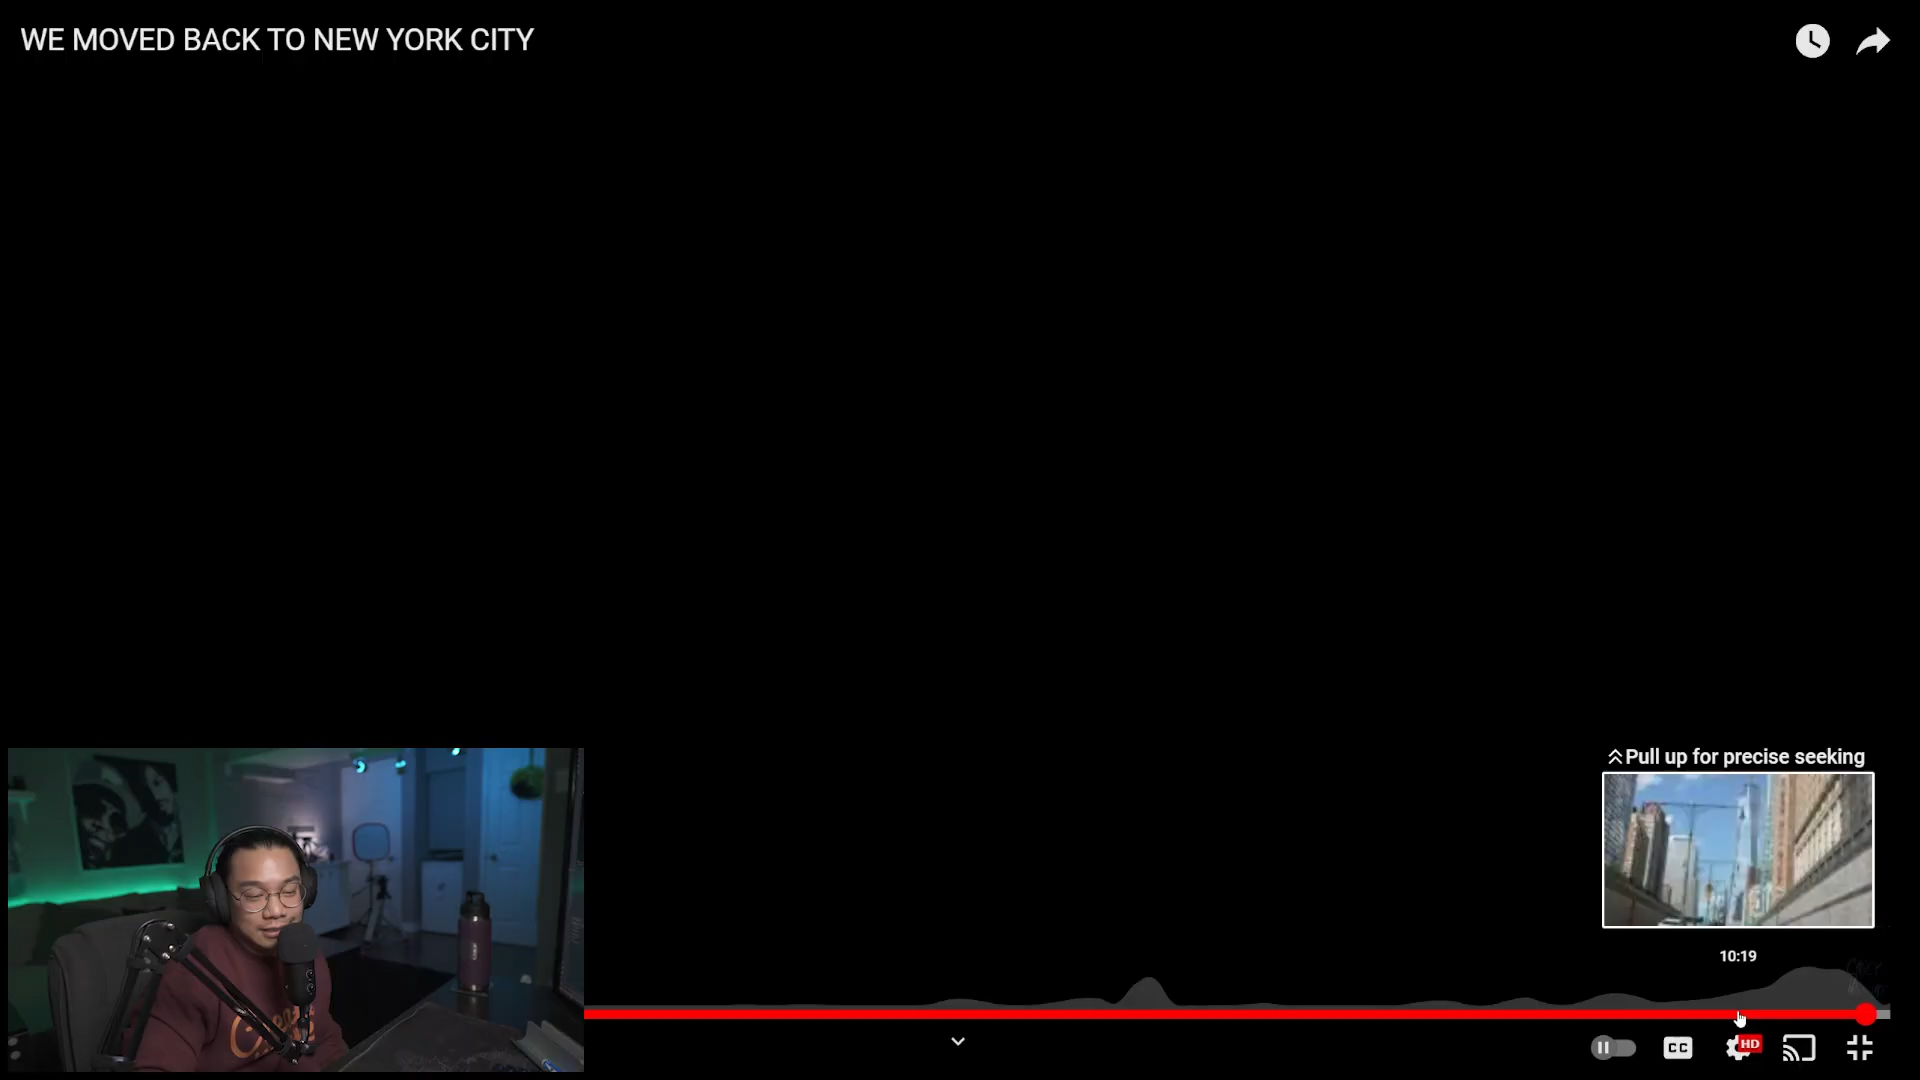 WE MOVED BACK TO NEW YORK CITY
Pull up for precise seeking
10:19
CC
HD